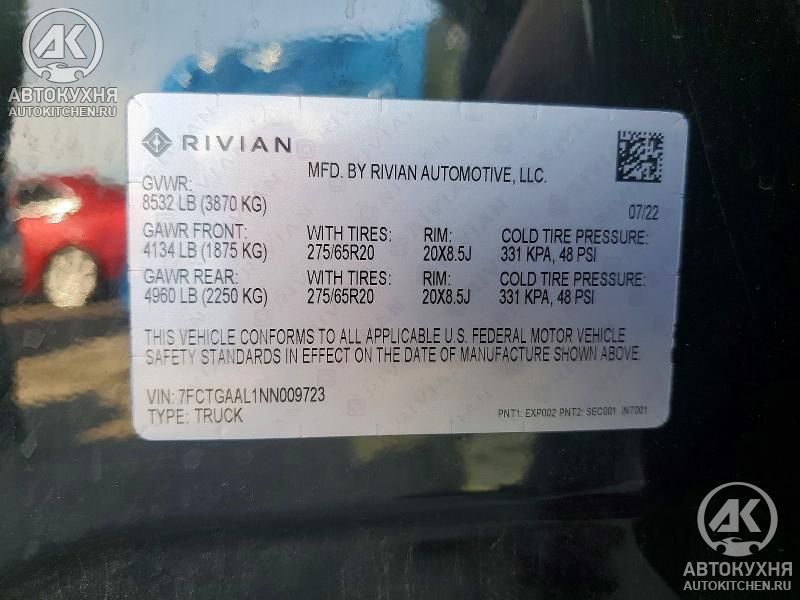 AK
АВТОКУХНЯ
AUTOKITCHEN.RU
RIVIAN
MFD. BY RIVIAN AUTOMOTIVE, LLC.
GVWR:
8532 LB (3870 KG)
07/22
GAWR FRONT: WITH TIRES: RIM: COLD TIRE PRESSURE:
4134 LB (1875 KG) 275/65R20 20X8.5J 331 KPA, 48 PSI
GAWR REAR: WITH TIRES: RIM: COLD TIRE PRESSURE:
4960 LB (2250 KG) 275/65R20 20X8.5J 331 KPA, 48 PSI
THIS VEHICLE CONFORMS TO ALL APPLICABLE U.S. FEDERAL MOTOR VEHICLE
SAFETY STANDARDS IN EFFECT ON THE DATE OF MANUFACTURE SHOWN ABOVE.
VIN: 7FCTGAAL1NN009723
TYPE: TRUCK
PNT1: EXP002 PNT2: SEC001 INT001
AK
АВТОКУХНЯ
AUTOKITCHEN.RU